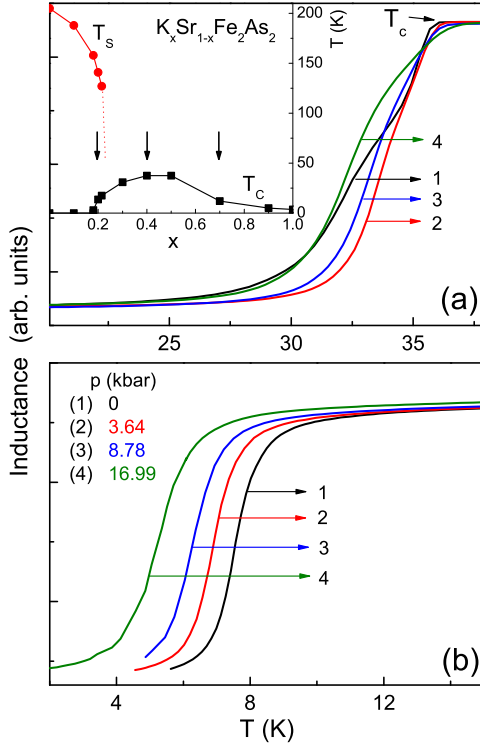 K_xSr_{1-x}Fe_2As_2
T_S
T_C
T (K)
200
150
100
50
0
0.2 0.4 0.6 0.8 1.0
x
T_c
4
1
3
2
(a)
25 30 35
Inductance (arb. units)
p (kbar)
(1) 0
(2) 3.64
(3) 8.78
(4) 16.99
1
2
3
4
(b)
4 8 12
T (K)